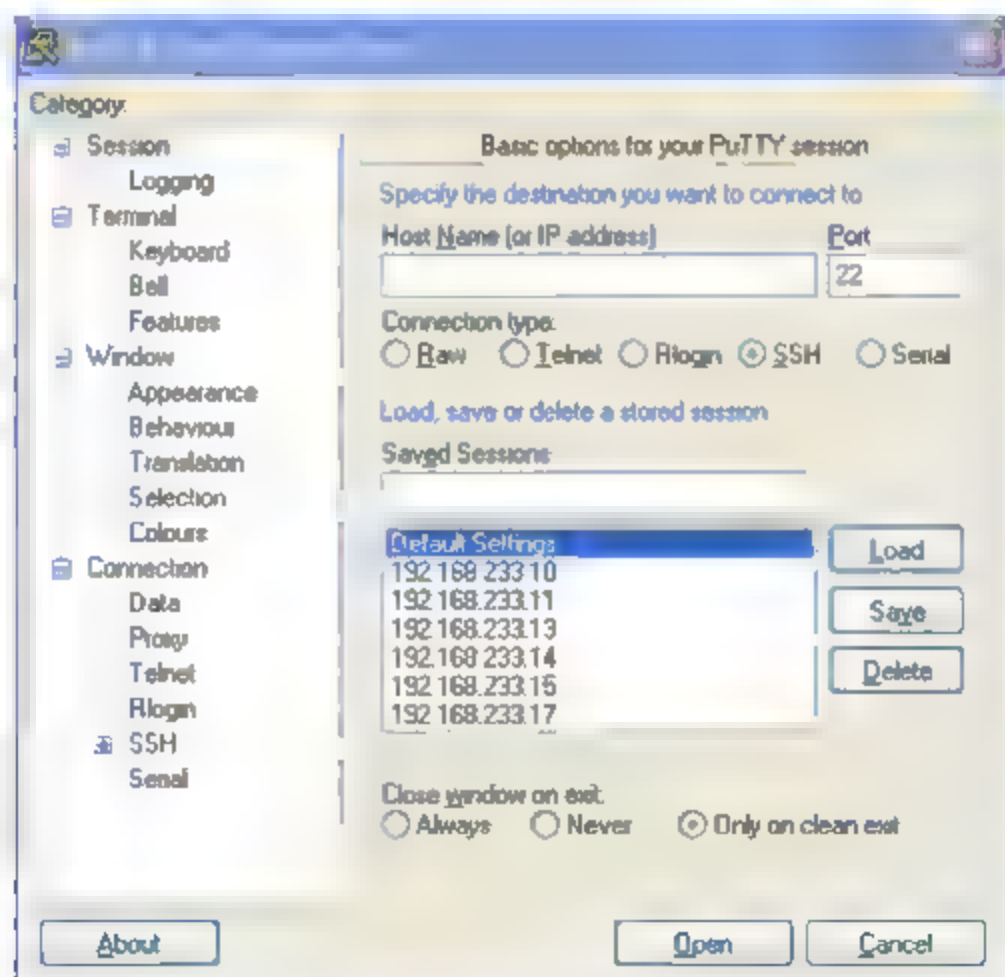 Category:
Session
Logging
Terminal
Keyboard
Bell
Features
Window
Appearance
Behaviour
Translation
Selection
Colours
Connection
Data
Proxy
Telnet
Rlogin
SSH
Serial
Basic options for your PuTTY session
Specify the destination you want to connect to
Host Name (or IP address) Port
22
Connection type:
Raw Telnet Rlogin SSH Serial
Load, save or delete a stored session
Saved Sessions
Default Settings
192.168.233.10
192.168.233.11
192.168.233.13
192.168.233.14
192.168.233.15
192.168.233.17
Load
Save
Delete
Close window on exit:
Always Never Only on clean exit
About Open Cancel